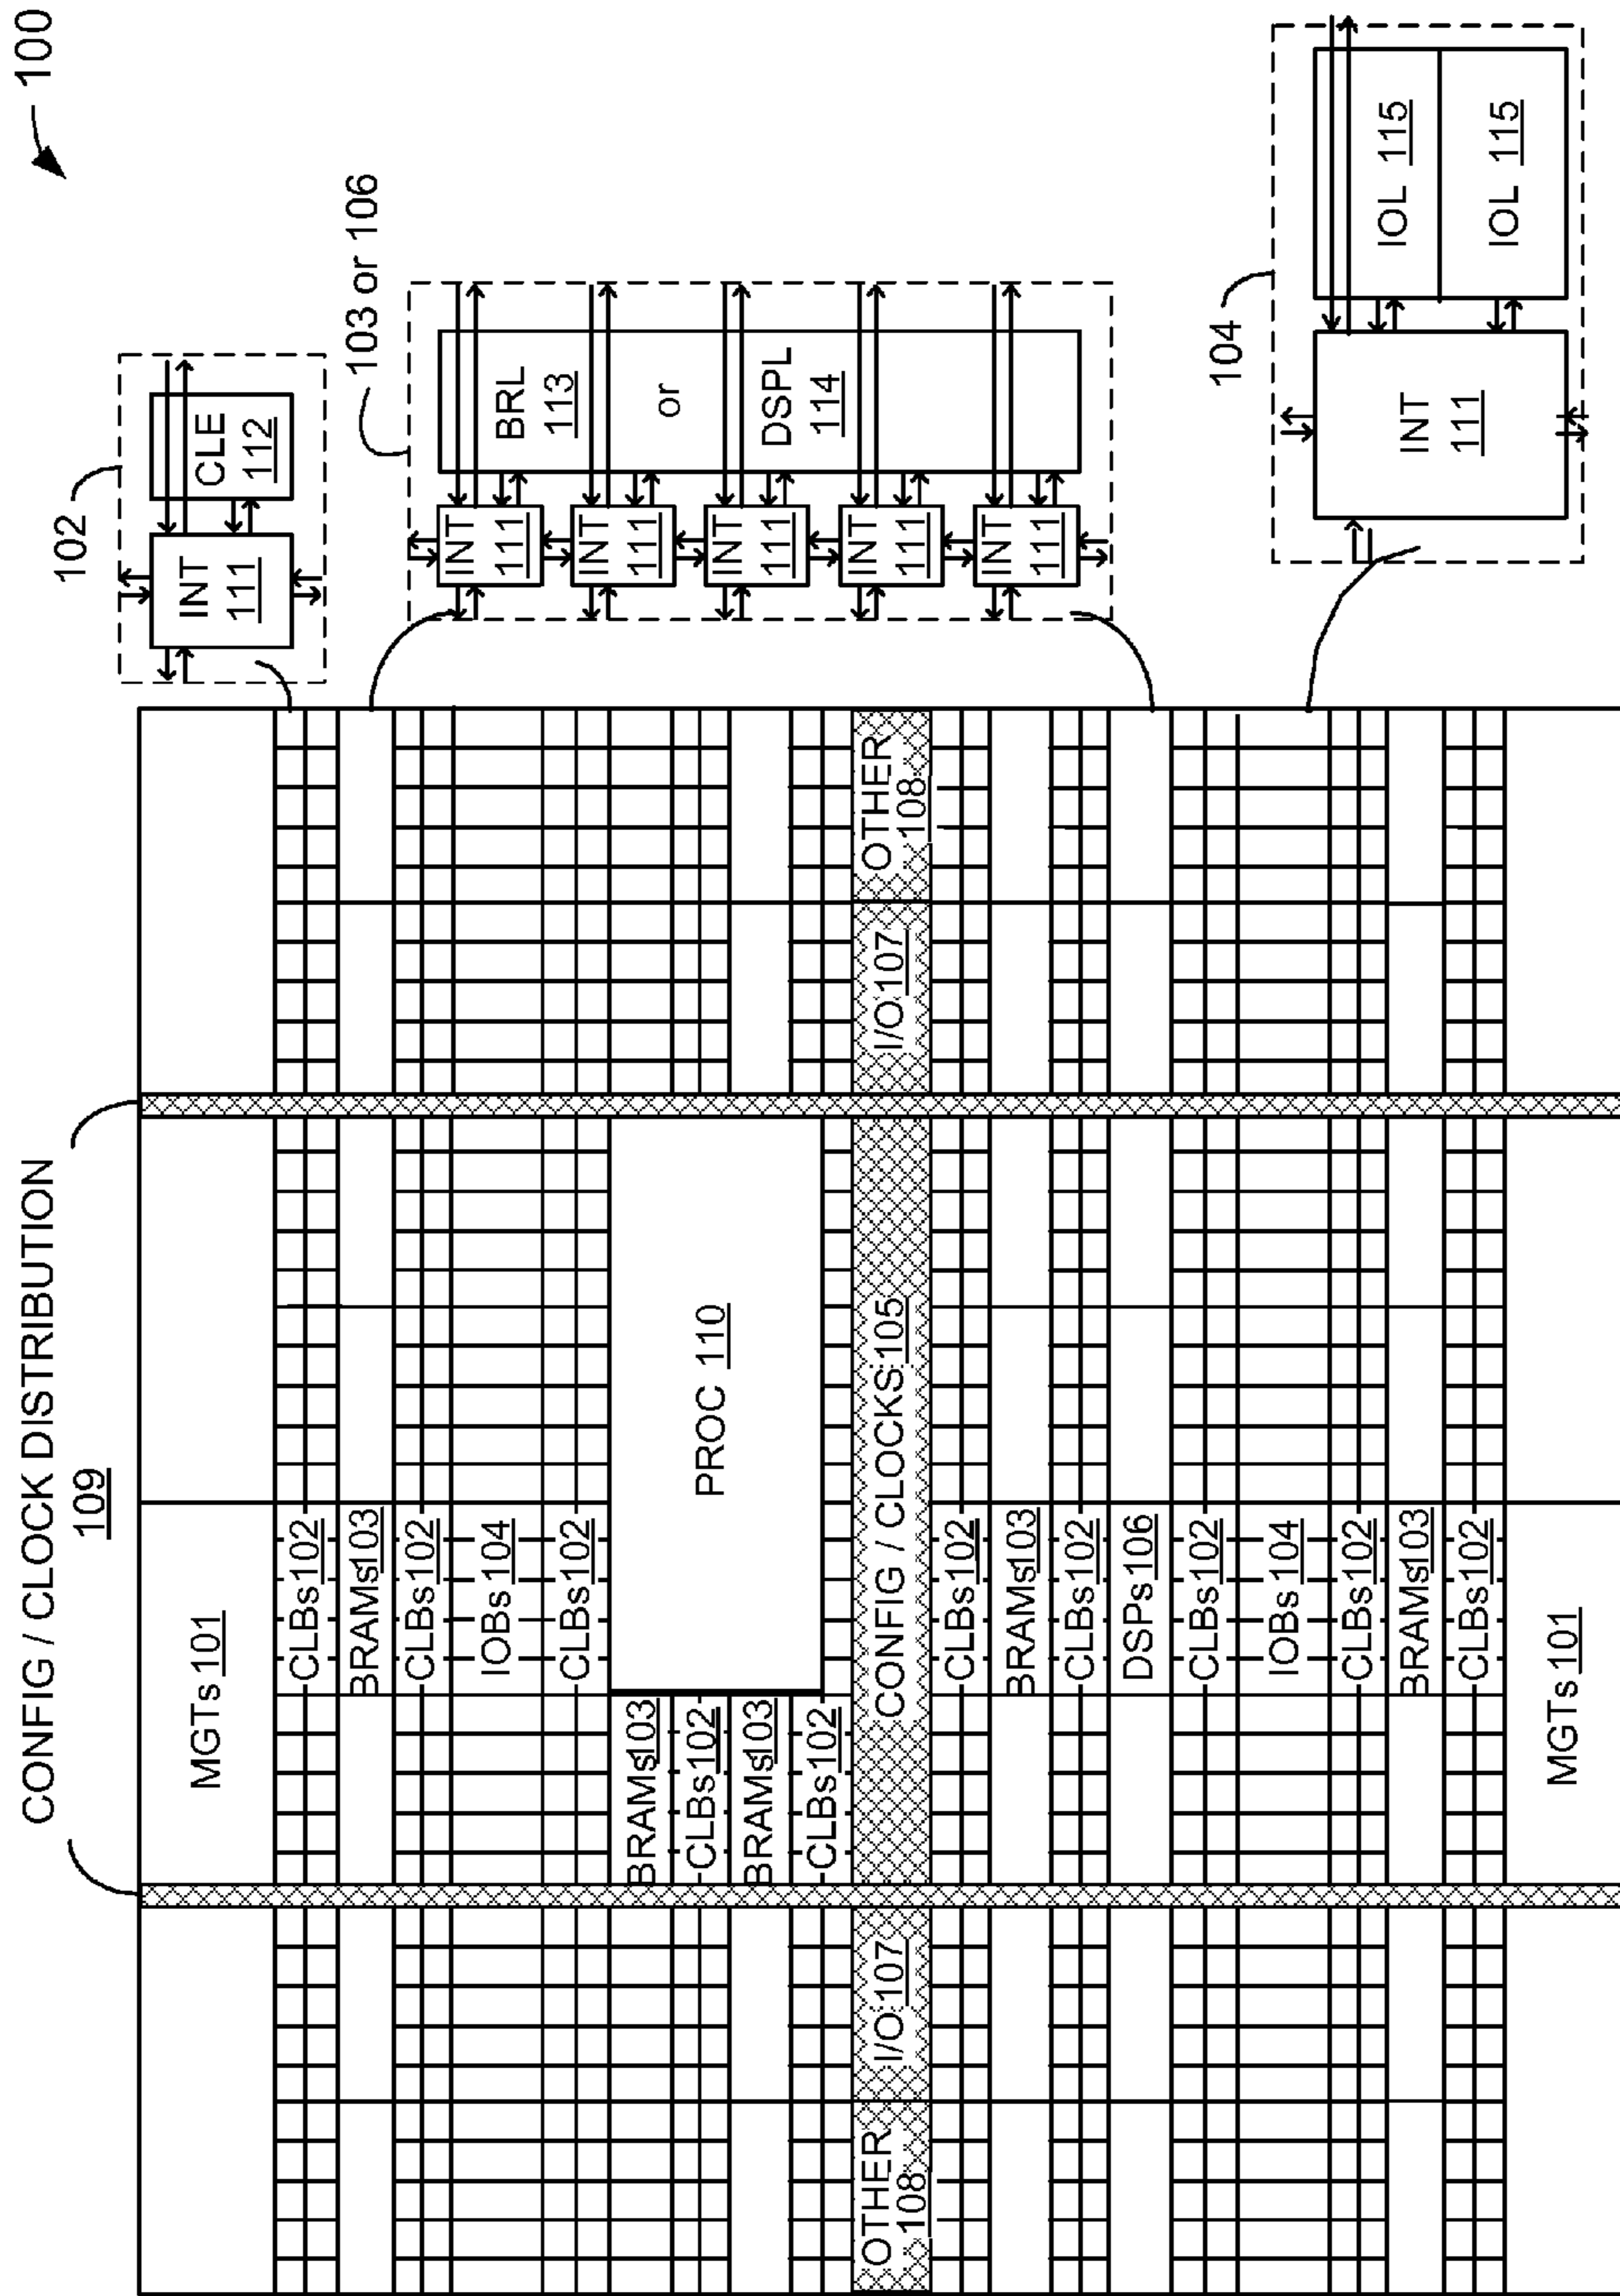 100
CONFIG / CLOCK DISTRIBUTION
109
MGTs 101
CLBs 102
BRAMs 103
CLBs 102
IOBs 104
CLBs 102
BRAMs 103
CLBs 102
BRAMs 103
CLBs 102
PROC 110
OTHER
108
I/O 107
CONFIG / CLOCKS 105
I/O 107
OTHER
108
CLBs 102
BRAMs 103
CLBs 102
DSPs 106
CLBs 102
IOBs 104
CLBs 102
BRAMs 103
CLBs 102
MGTs 101
102
INT
111
CLE
112
103 or 106
INT
111
INT
111
INT
111
INT
111
INT
111
BRL
113
or
DSPL
114
104
INT
111
IOL 115
IOL 115